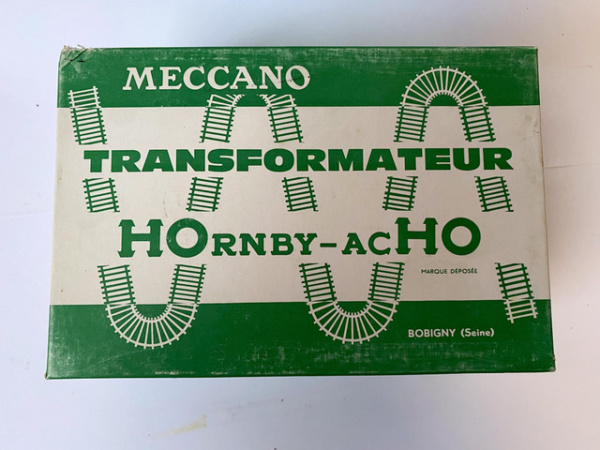 MECCANO
TRANSFORMATEUR
HORNBY-ACHO
MARQUE DÉPOSÉE
BOBIGNY (Seine)